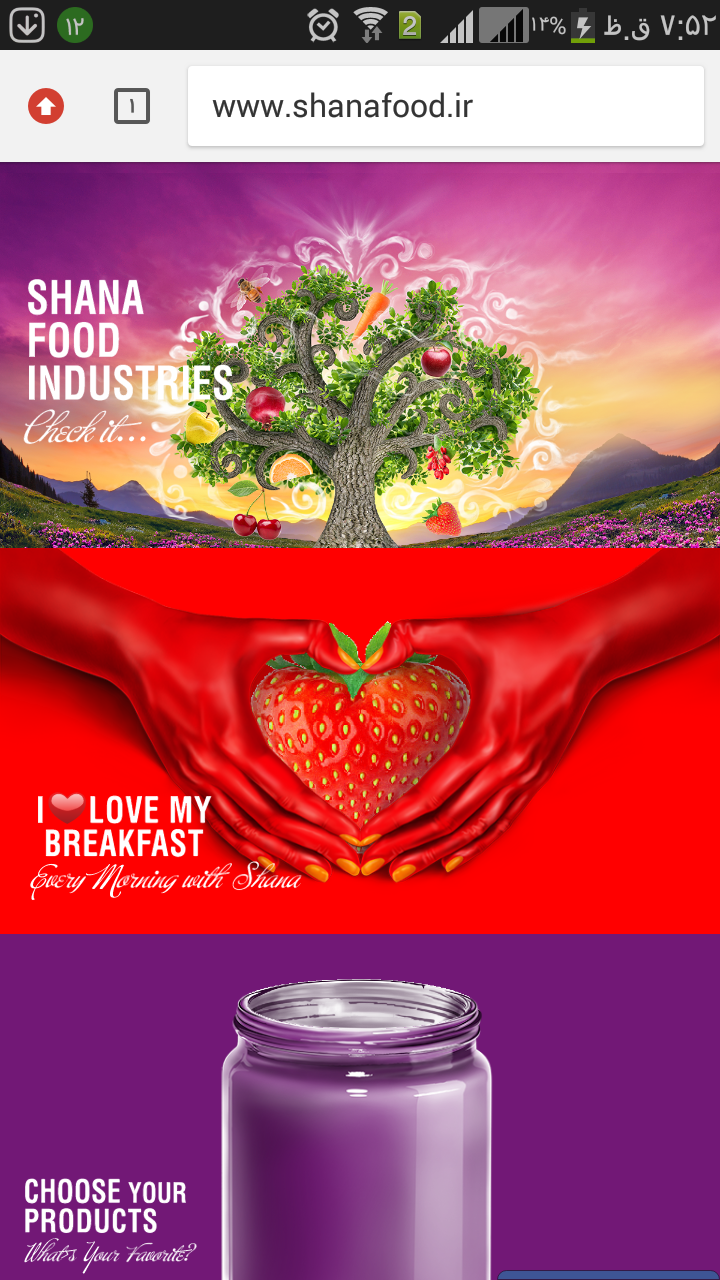 ۱۲
2
۱۴%
۷:۵۲ ق.ظ
۱
www.shanafood.ir
SHANA
FOOD
INDUSTRIES
Check it...
I❤LOVE MY
BREAKFAST
Every Morning with Shana
CHOOSE YOUR
PRODUCTS
What's Your Favorite?